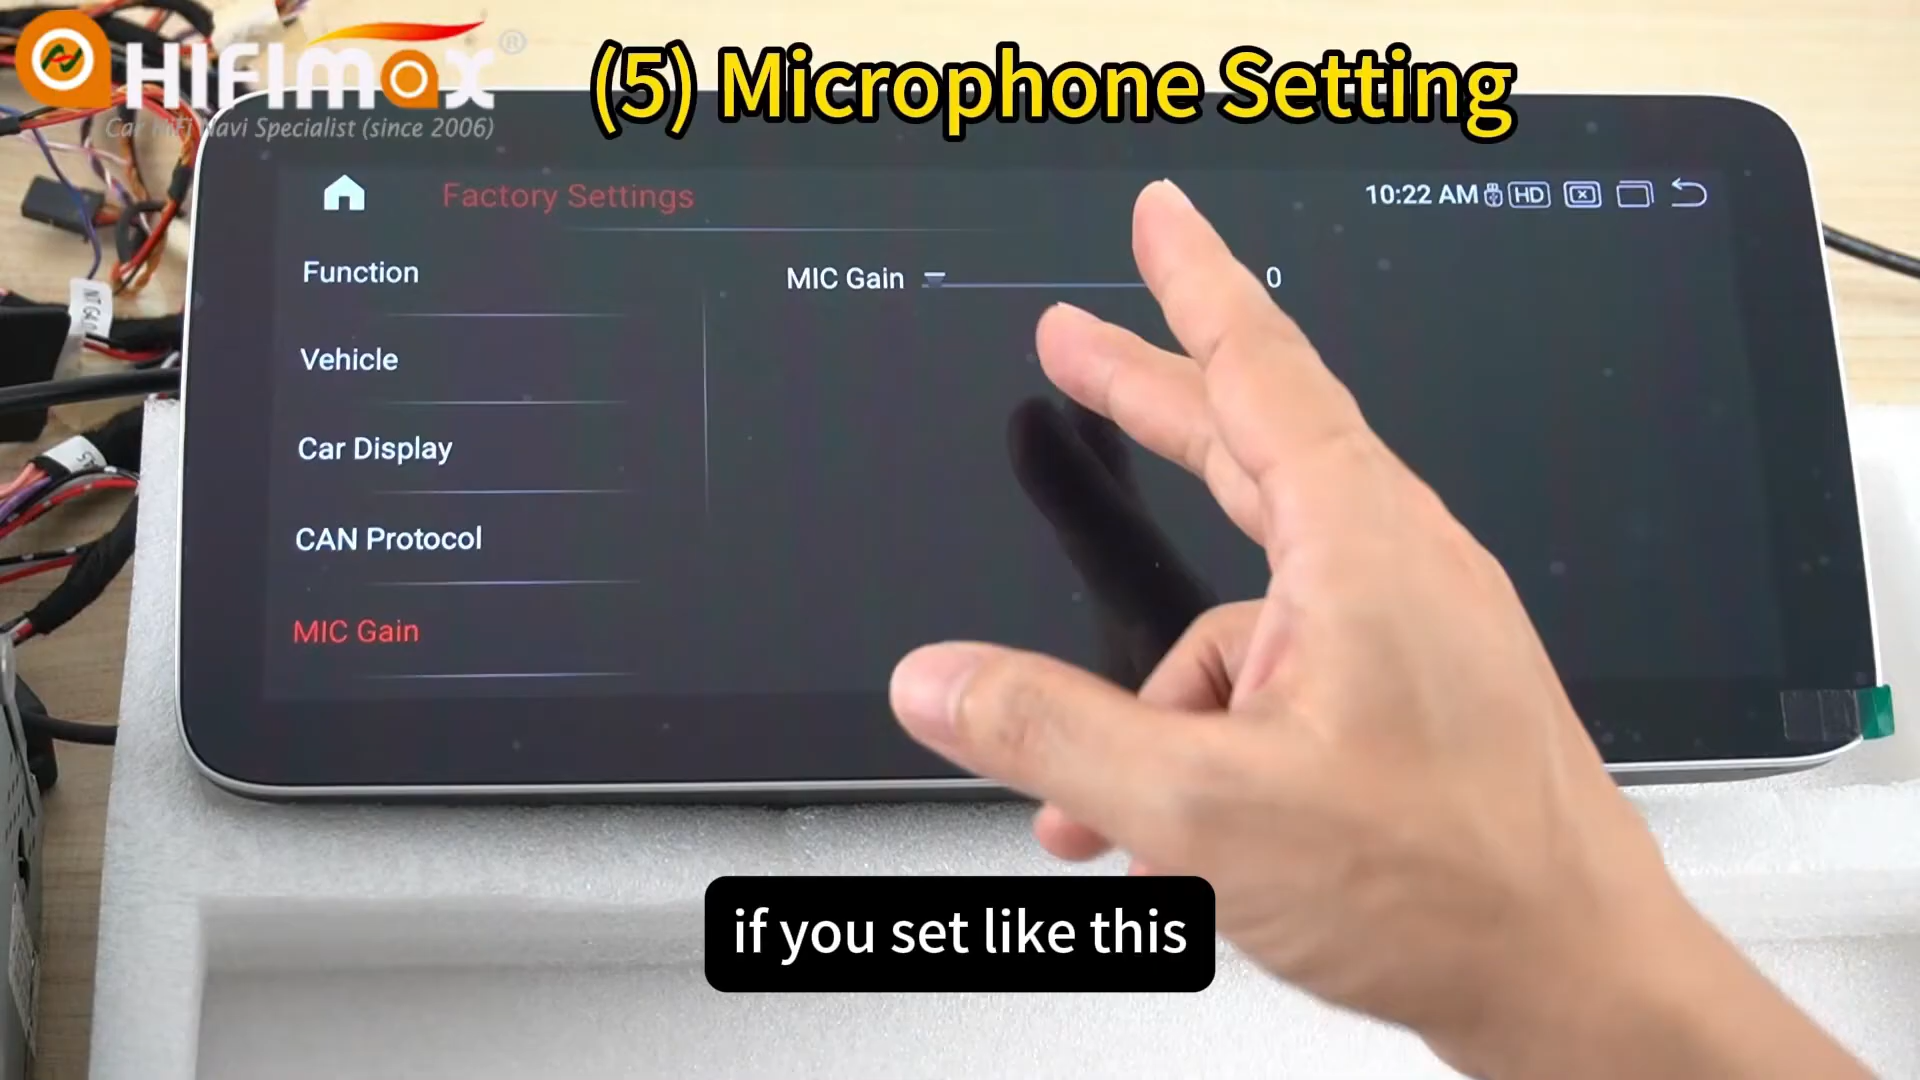 HIFIMAX®
Car HiFi Navi Specialist (since 2006)
(5) Microphone Setting
Factory Settings
10:22 AM
HD
Function
MIC Gain
0
Vehicle
Car Display
CAN Protocol
MIC Gain
if you set like this